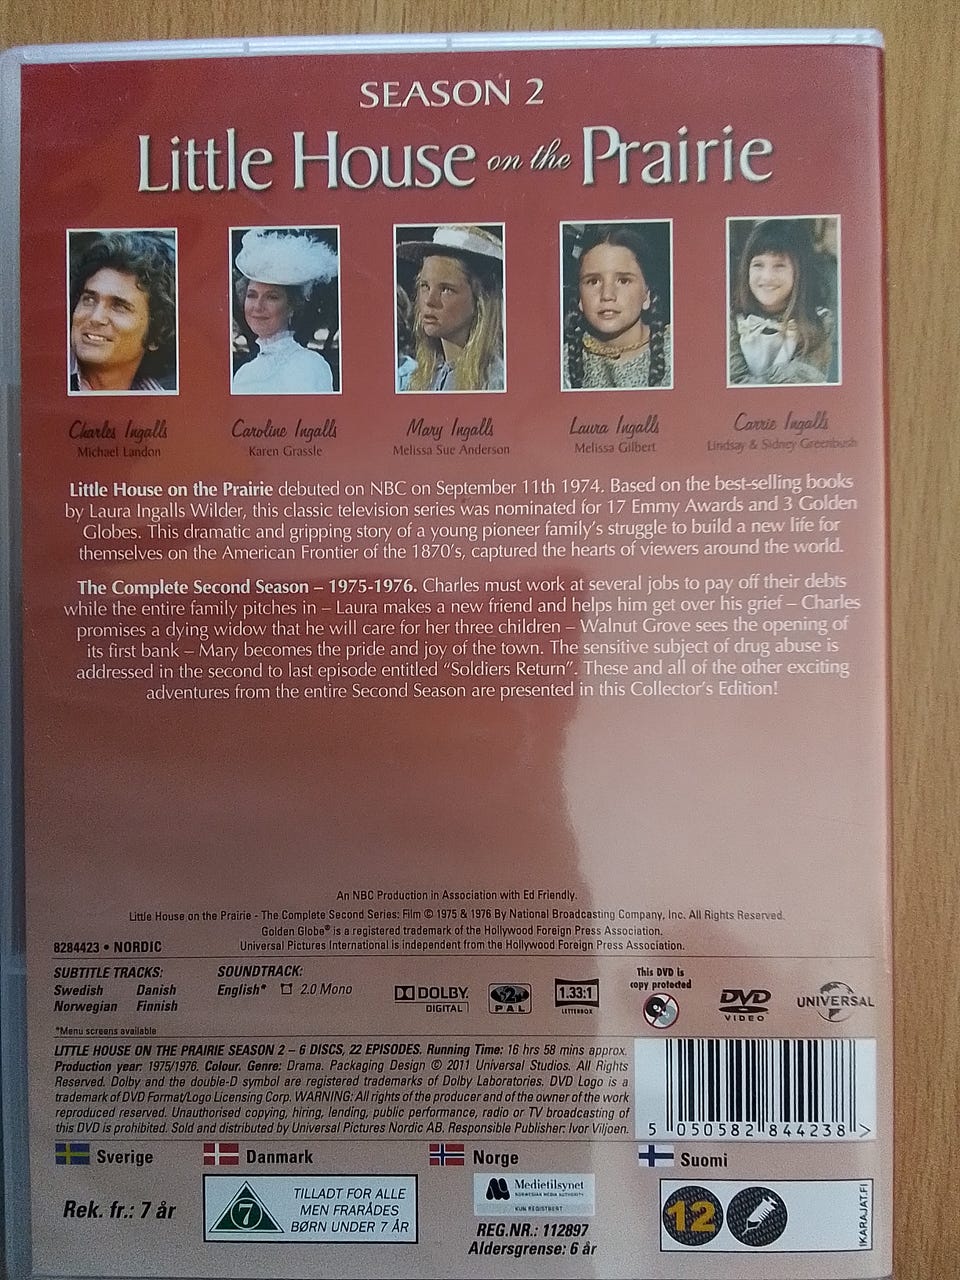 SEASON 2
Little House on the Prairie
Charles Ingalls
Michael Landon
Caroline Ingalls
Karen Grassle
Mary Ingalls
Melissa Sue Anderson
Laura Ingalls
Melissa Gilbert
Carrie Ingalls
Lindsay & Sidney Greenbush
Little House on the Prairie debuted on NBC on September 11th 1974. Based on the best-selling books
by Laura Ingalls Wilder, this classic television series was nominated for 17 Emmy Awards and 3 Golden
Globes. This dramatic and gripping story of a young pioneer family's struggle to build a new life for
themselves on the American Frontier of the 1870's, captured the hearts of viewers around the world.
The Complete Second Season – 1975-1976. Charles must work at several jobs to pay off their debts
while the entire family pitches in – Laura makes a new friend and helps him get over his grief – Charles
promises a dying widow that he will care for her three children – Walnut Grove sees the opening of
its first bank – Mary becomes the pride and joy of the town. The sensitive subject of drug abuse is
addressed in the second to last episode entitled "Soldiers Return". These and all of the other exciting
adventures from the entire Second Season are presented in this Collector's Edition!
An NBC Production in Association with Ed Friendly.
Little House on the Prairie - The Complete Second Series: Film © 1975 & 1976 By National Broadcasting Company, Inc. All Rights Reserved.
Golden Globe® is a registered trademark of the Hollywood Foreign Press Association.
8284423 • NORDIC
Universal Pictures International is independent from the Hollywood Foreign Press Association.
SUBTITLE TRACKS:
Swedish Danish
Norwegian Finnish
*Menu screens available
SOUNDTRACK:
English* 2.0 Mono
DOLBY
DIGITAL
2
PAL
1.33:1
LETTERBOX
This DVD is
copy protected
DVD
VIDEO
UNIVERSAL
LITTLE HOUSE ON THE PRAIRIE SEASON 2 – 6 DISCS, 22 EPISODES. Running Time: 16 hrs 58 mins approx.
Production year: 1975/1976. Colour. Genre: Drama. Packaging Design © 2011 Universal Studios. All Rights
Reserved. Dolby and the double-D symbol are registered trademarks of Dolby Laboratories. DVD Logo is a
trademark of DVD Format/Logo Licensing Corp. WARNING: All rights of the producer and of the owner of the work
reproduced reserved. Unauthorised copying, hiring, lending, public performance, radio or TV broadcasting of
this DVD is prohibited. Sold and distributed by Universal Pictures Nordic AB. Responsible Publisher: Ivor Viljoen.
5 050582 844238 >
Sverige
Rek. fr.: 7 år
Danmark
7
TILLADT FOR ALLE
MEN FRARÅDES
BØRN UNDER 7 ÅR
Norge
Medietilsynet
NORWEGIAN MEDIA AUTHORITY
KUN REGISTRERT
REG.NR.: 112897
Aldersgrense: 6 år
Suomi
12
IKARAJAT.FI